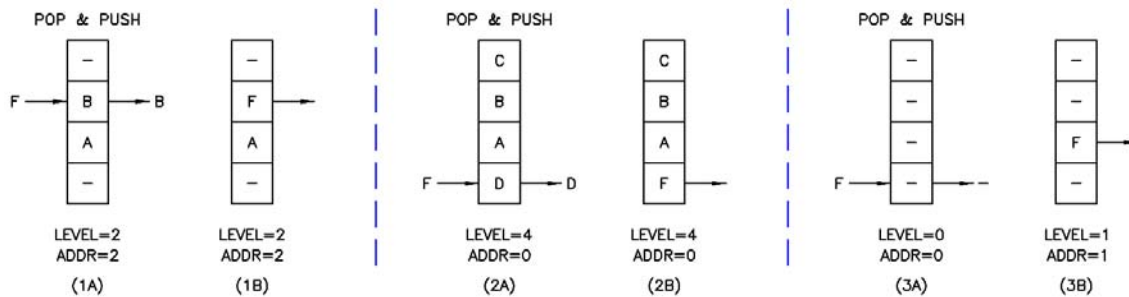 POP & PUSH
POP & PUSH
POP & PUSH
-
-
C
C
-
-
F B B
F
B
B
-
-
A
A
A
A
-
F
-
-
F D D
F
F - --
-
LEVEL=2
LEVEL=2
LEVEL=4
LEVEL=4
LEVEL=0
LEVEL=1
ADDR=2
ADDR=2
ADDR=0
ADDR=0
ADDR=0
ADDR=1
(1A)
(1B)
(2A)
(2B)
(3A)
(3B)